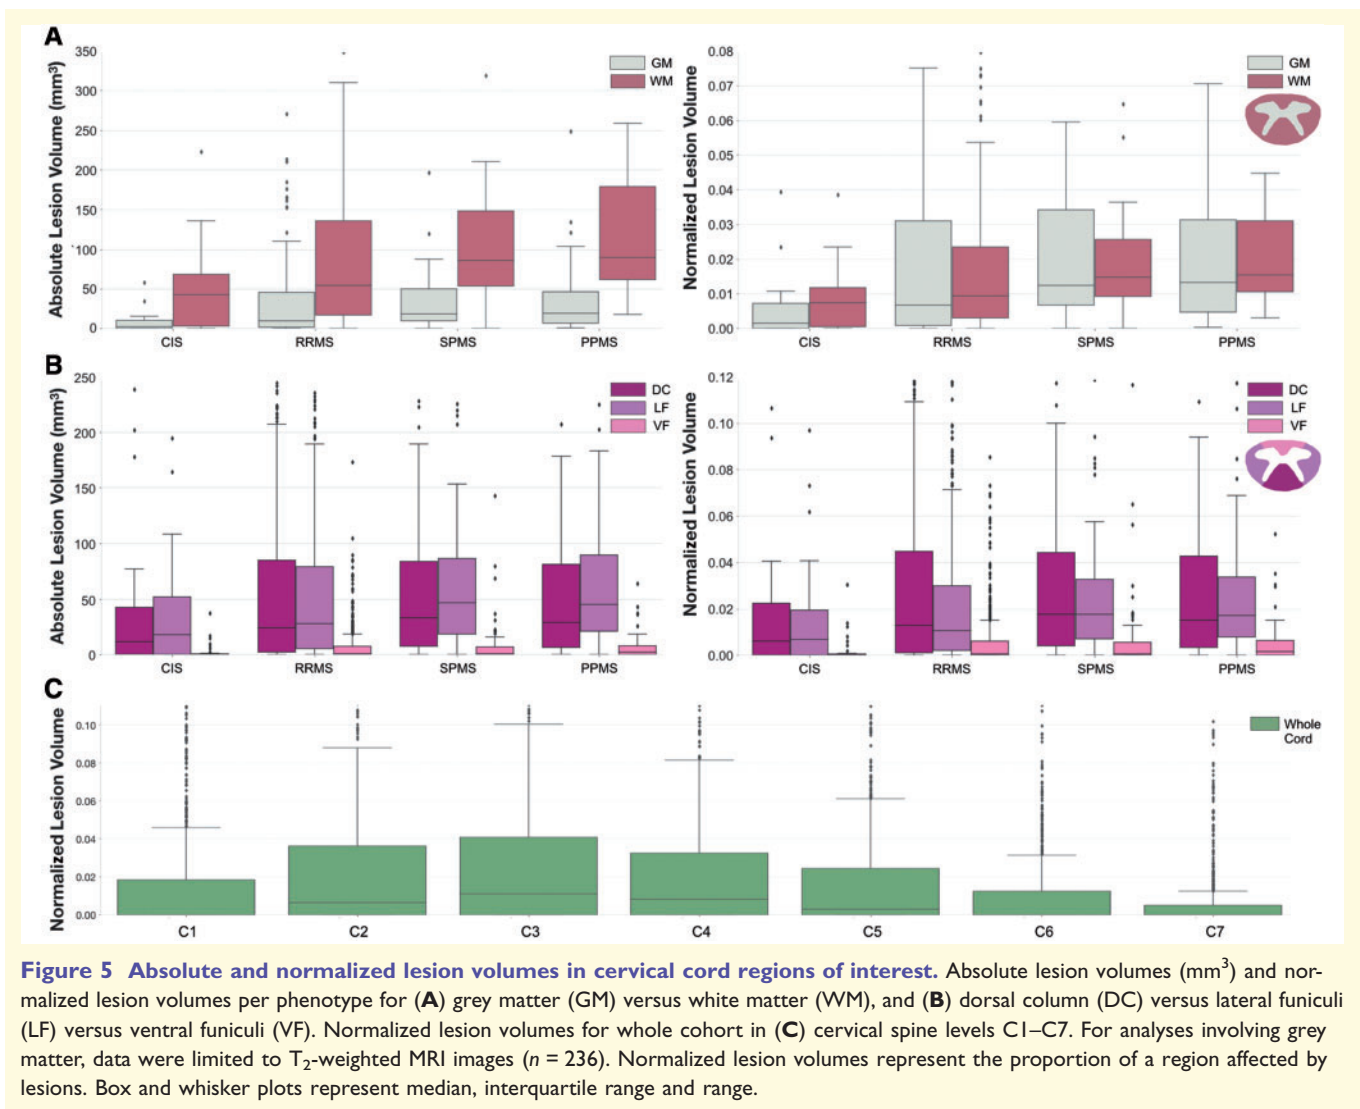 A
Absolute Lesion Volume (mm³)
350
300
250
200
150
100
50
0
CIS
RRMS
SPMS
PPMS
GM
WM
Normalized Lesion Volume
0.08
0.07
0.06
0.05
0.04
0.03
0.02
0.01
0.00
CIS
RRMS
SPMS
PPMS
GM
WM
B
Absolute Lesion Volume (mm³)
250
200
150
100
50
0
CIS
RRMS
SPMS
PPMS
DC
LF
VF
Normalized Lesion Volume
0.12
0.10
0.08
0.06
0.04
0.02
0.00
CIS
RRMS
SPMS
PPMS
DC
LF
VF
C
Normalized Lesion Volume
0.10
0.08
0.06
0.04
0.02
0.00
C1
C2
C3
C4
C5
C6
C7
Whole
Cord
Figure 5 Absolute and normalized lesion volumes in cervical cord regions of interest. Absolute lesion volumes (mm³) and nor-
malized lesion volumes per phenotype for (A) grey matter (GM) versus white matter (WM), and (B) dorsal column (DC) versus lateral funiculi
(LF) versus ventral funiculi (VF). Normalized lesion volumes for whole cohort in (C) cervical spine levels C1–C7. For analyses involving grey
matter, data were limited to T₂-weighted MRI images (n = 236). Normalized lesion volumes represent the proportion of a region affected by
lesions. Box and whisker plots represent median, interquartile range and range.